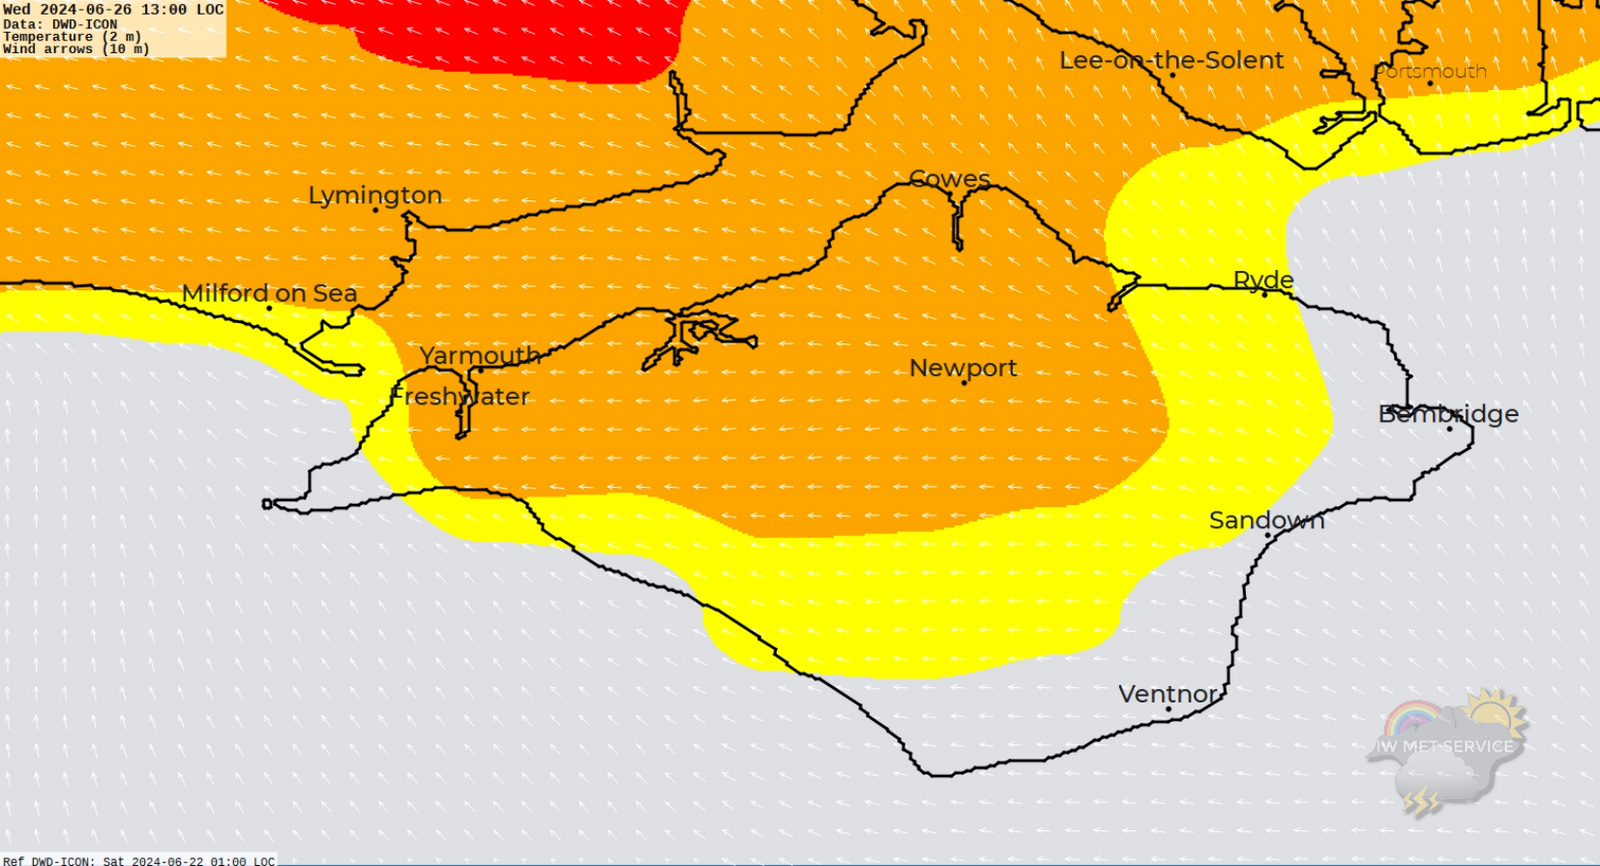 Wed 2024-06-26 13:00 LOC
Data: DWD-ICON
Temperature (2 m)
Wind arrows (10 m)
Lee-on-the-Solent
Portsmouth
Cowes
Lymington
Ryde
Milford on Sea
Yarmouth
Newport
Freshwater
Bembridge
Sandown
Ventnor
IW MET SERVICE
Ref DWD-ICON: Sat 2024-06-22 01:00 LOC